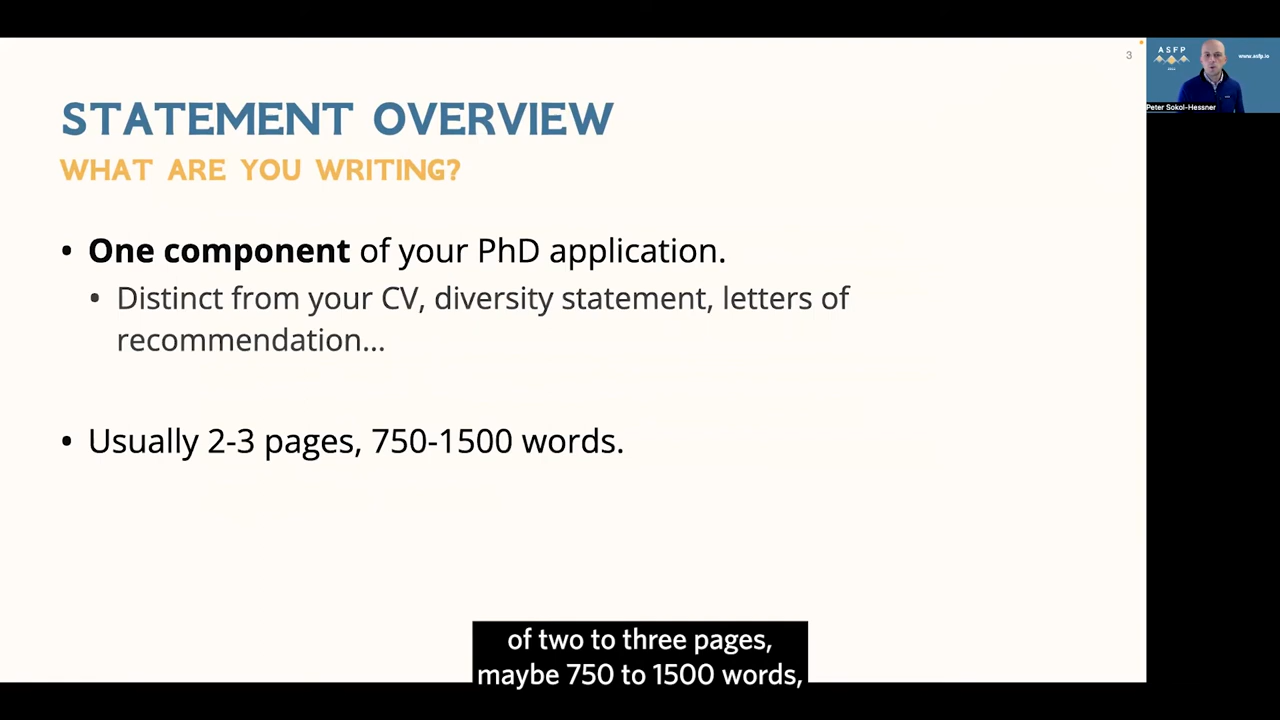 3
ASFP
www.asfp.io
Peter Sokol-Hessner
STATEMENT OVERVIEW
WHAT ARE YOU WRITING?
• One component of your PhD application.
• Distinct from your CV, diversity statement, letters of
recommendation...
• Usually 2-3 pages, 750-1500 words.
of two to three pages,
maybe 750 to 1500 words,